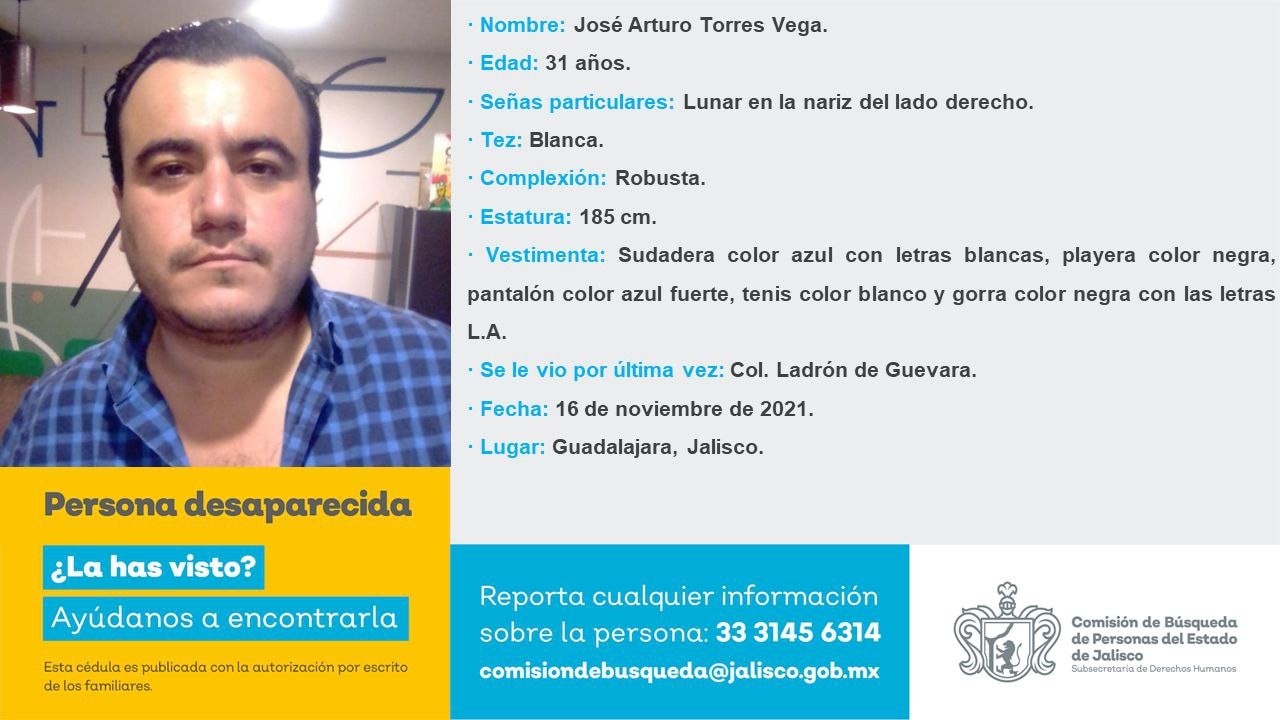 · Nombre: José Arturo Torres Vega.
· Edad: 31 años.
· Señas particulares: Lunar en la nariz del lado derecho.
· Tez: Blanca.
· Complexión: Robusta.
· Estatura: 185 cm.
· Vestimenta: Sudadera color azul con letras blancas, playera color negra,
pantalón color azul fuerte, tenis color blanco y gorra color negra con las letras
L.A.
· Se le vio por última vez: Col. Ladrón de Guevara.
· Fecha: 16 de noviembre de 2021.
· Lugar: Guadalajara, Jalisco.
Persona desaparecida
¿La has visto?
Ayúdanos a encontrarla
Esta cédula es publicada con la autorización por escrito
de los familiares.
Reporta cualquier información
sobre la persona: 33 3145 6314
comisiondebusqueda@jalisco.gob.mx
Comisión de Búsqueda
de Personas del Estado
de Jalisco
Subsecretaría de Derechos Humanos